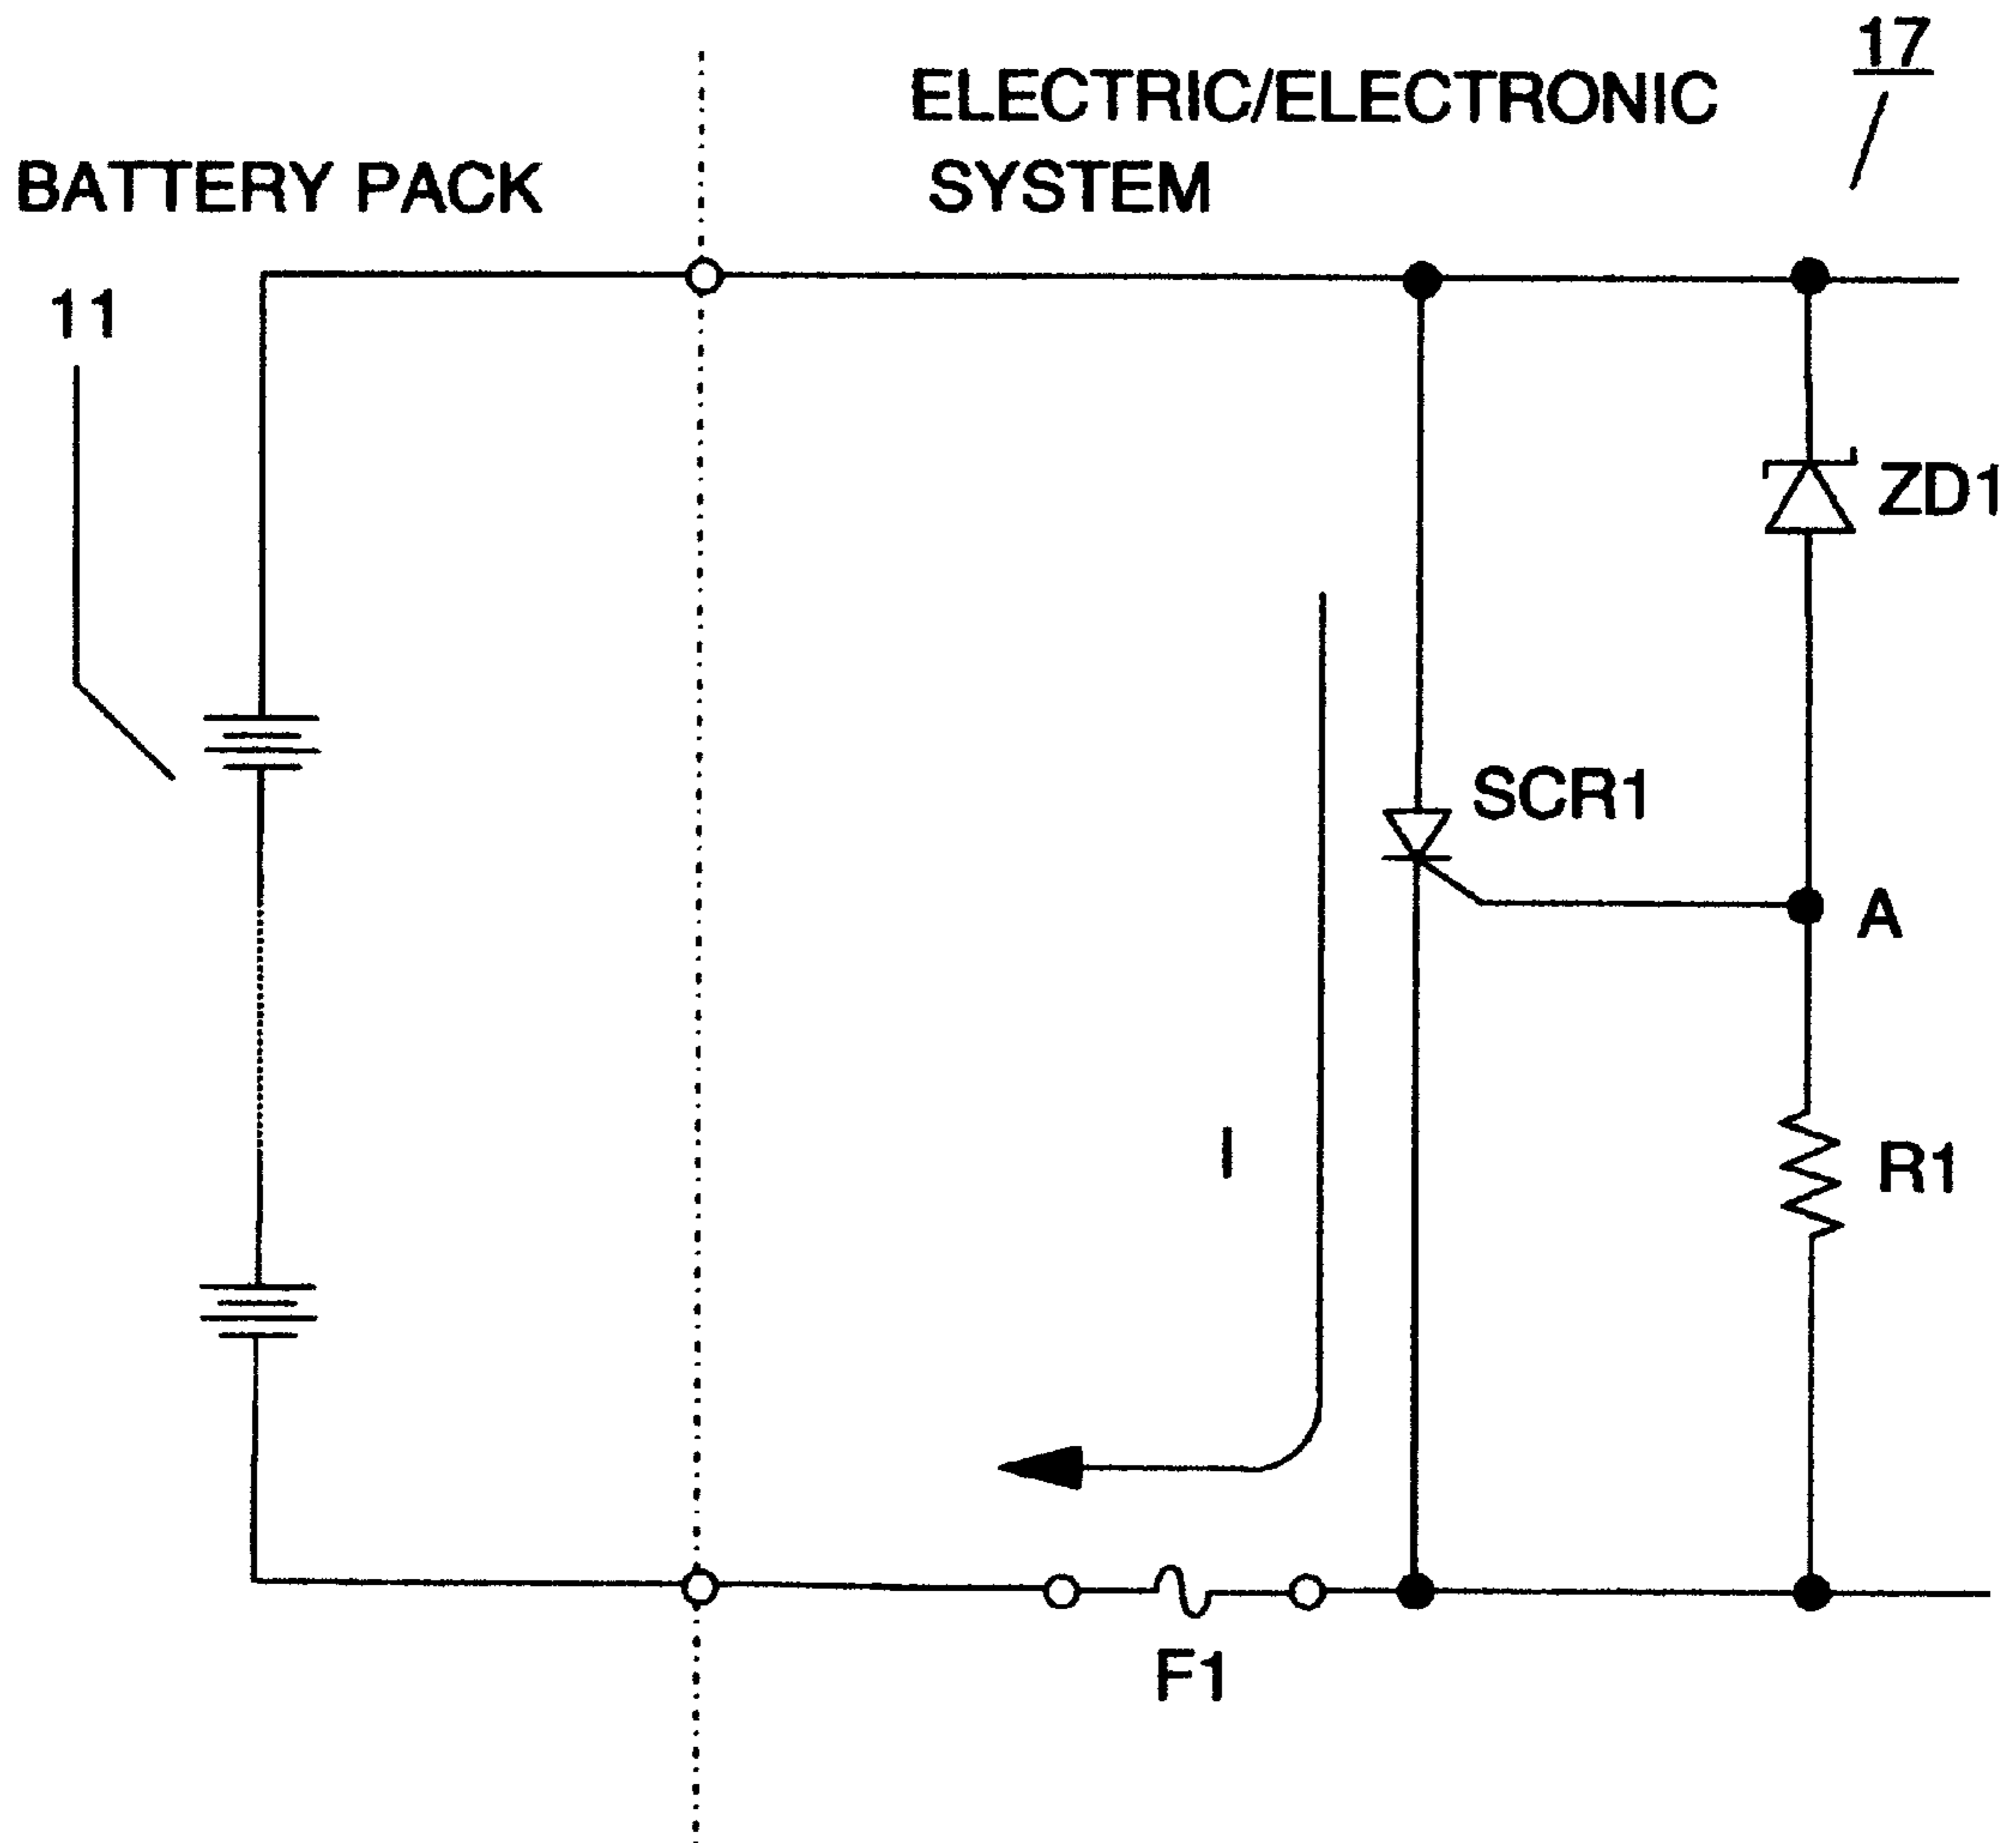 17
ELECTRIC/ELECTRONIC
SYSTEM
BATTERY PACK
11
ZD1
SCR1
A
I
R1
F1